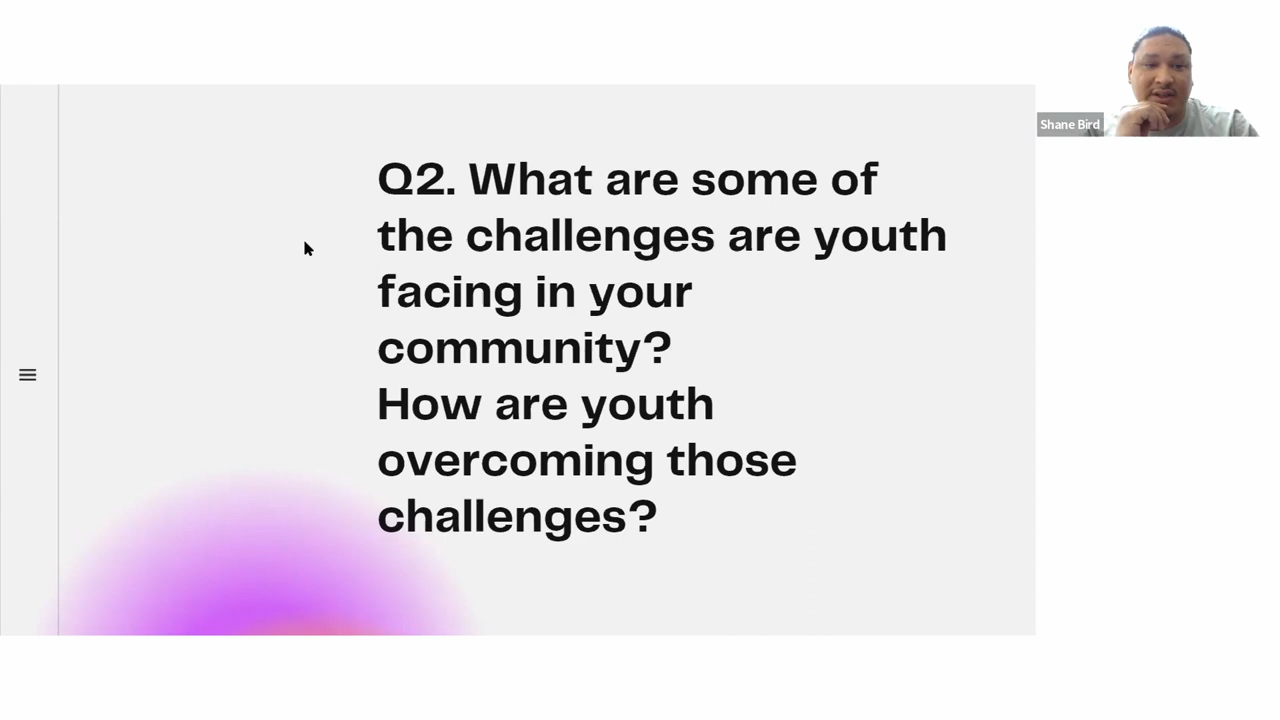 Q2. What are some of
the challenges are youth
facing in your
community?
How are youth
overcoming those
challenges?
Shane Bird